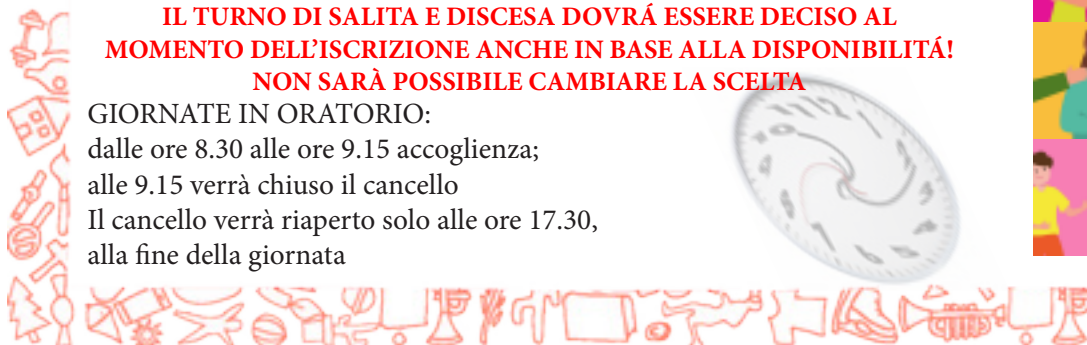 IL TURNO DI SALITA E DISCESA DOVRÁ ESSERE DECISO AL
MOMENTO DELL'ISCRIZIONE ANCHE IN BASE ALLA DISPONIBILITÁ!
NON SARÀ POSSIBILE CAMBIARE LA SCELTA
GIORNATE IN ORATORIO:
dalle ore 8.30 alle ore 9.15 accoglienza;
alle 9.15 verrà chiuso il cancello
Il cancello verrà riaperto solo alle ore 17.30,
alla fine della giornata